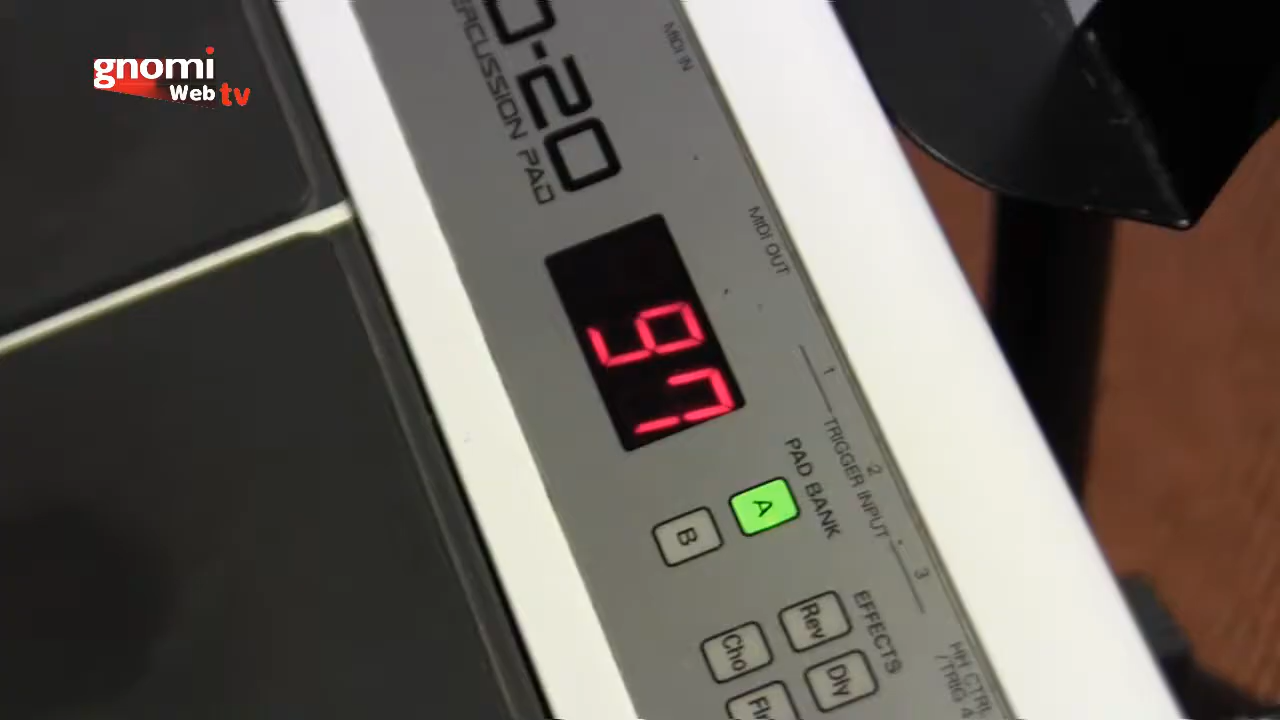 gnomi
Web tv
D-20
ERCUSSION PAD
MIDI IN
MIDI OUT
97
1
2
3
TRIGGER INPUT
HH CTRL
/TRIG 4
PAD BANK
A
B
EFFECTS
Rev
Dly
Cho